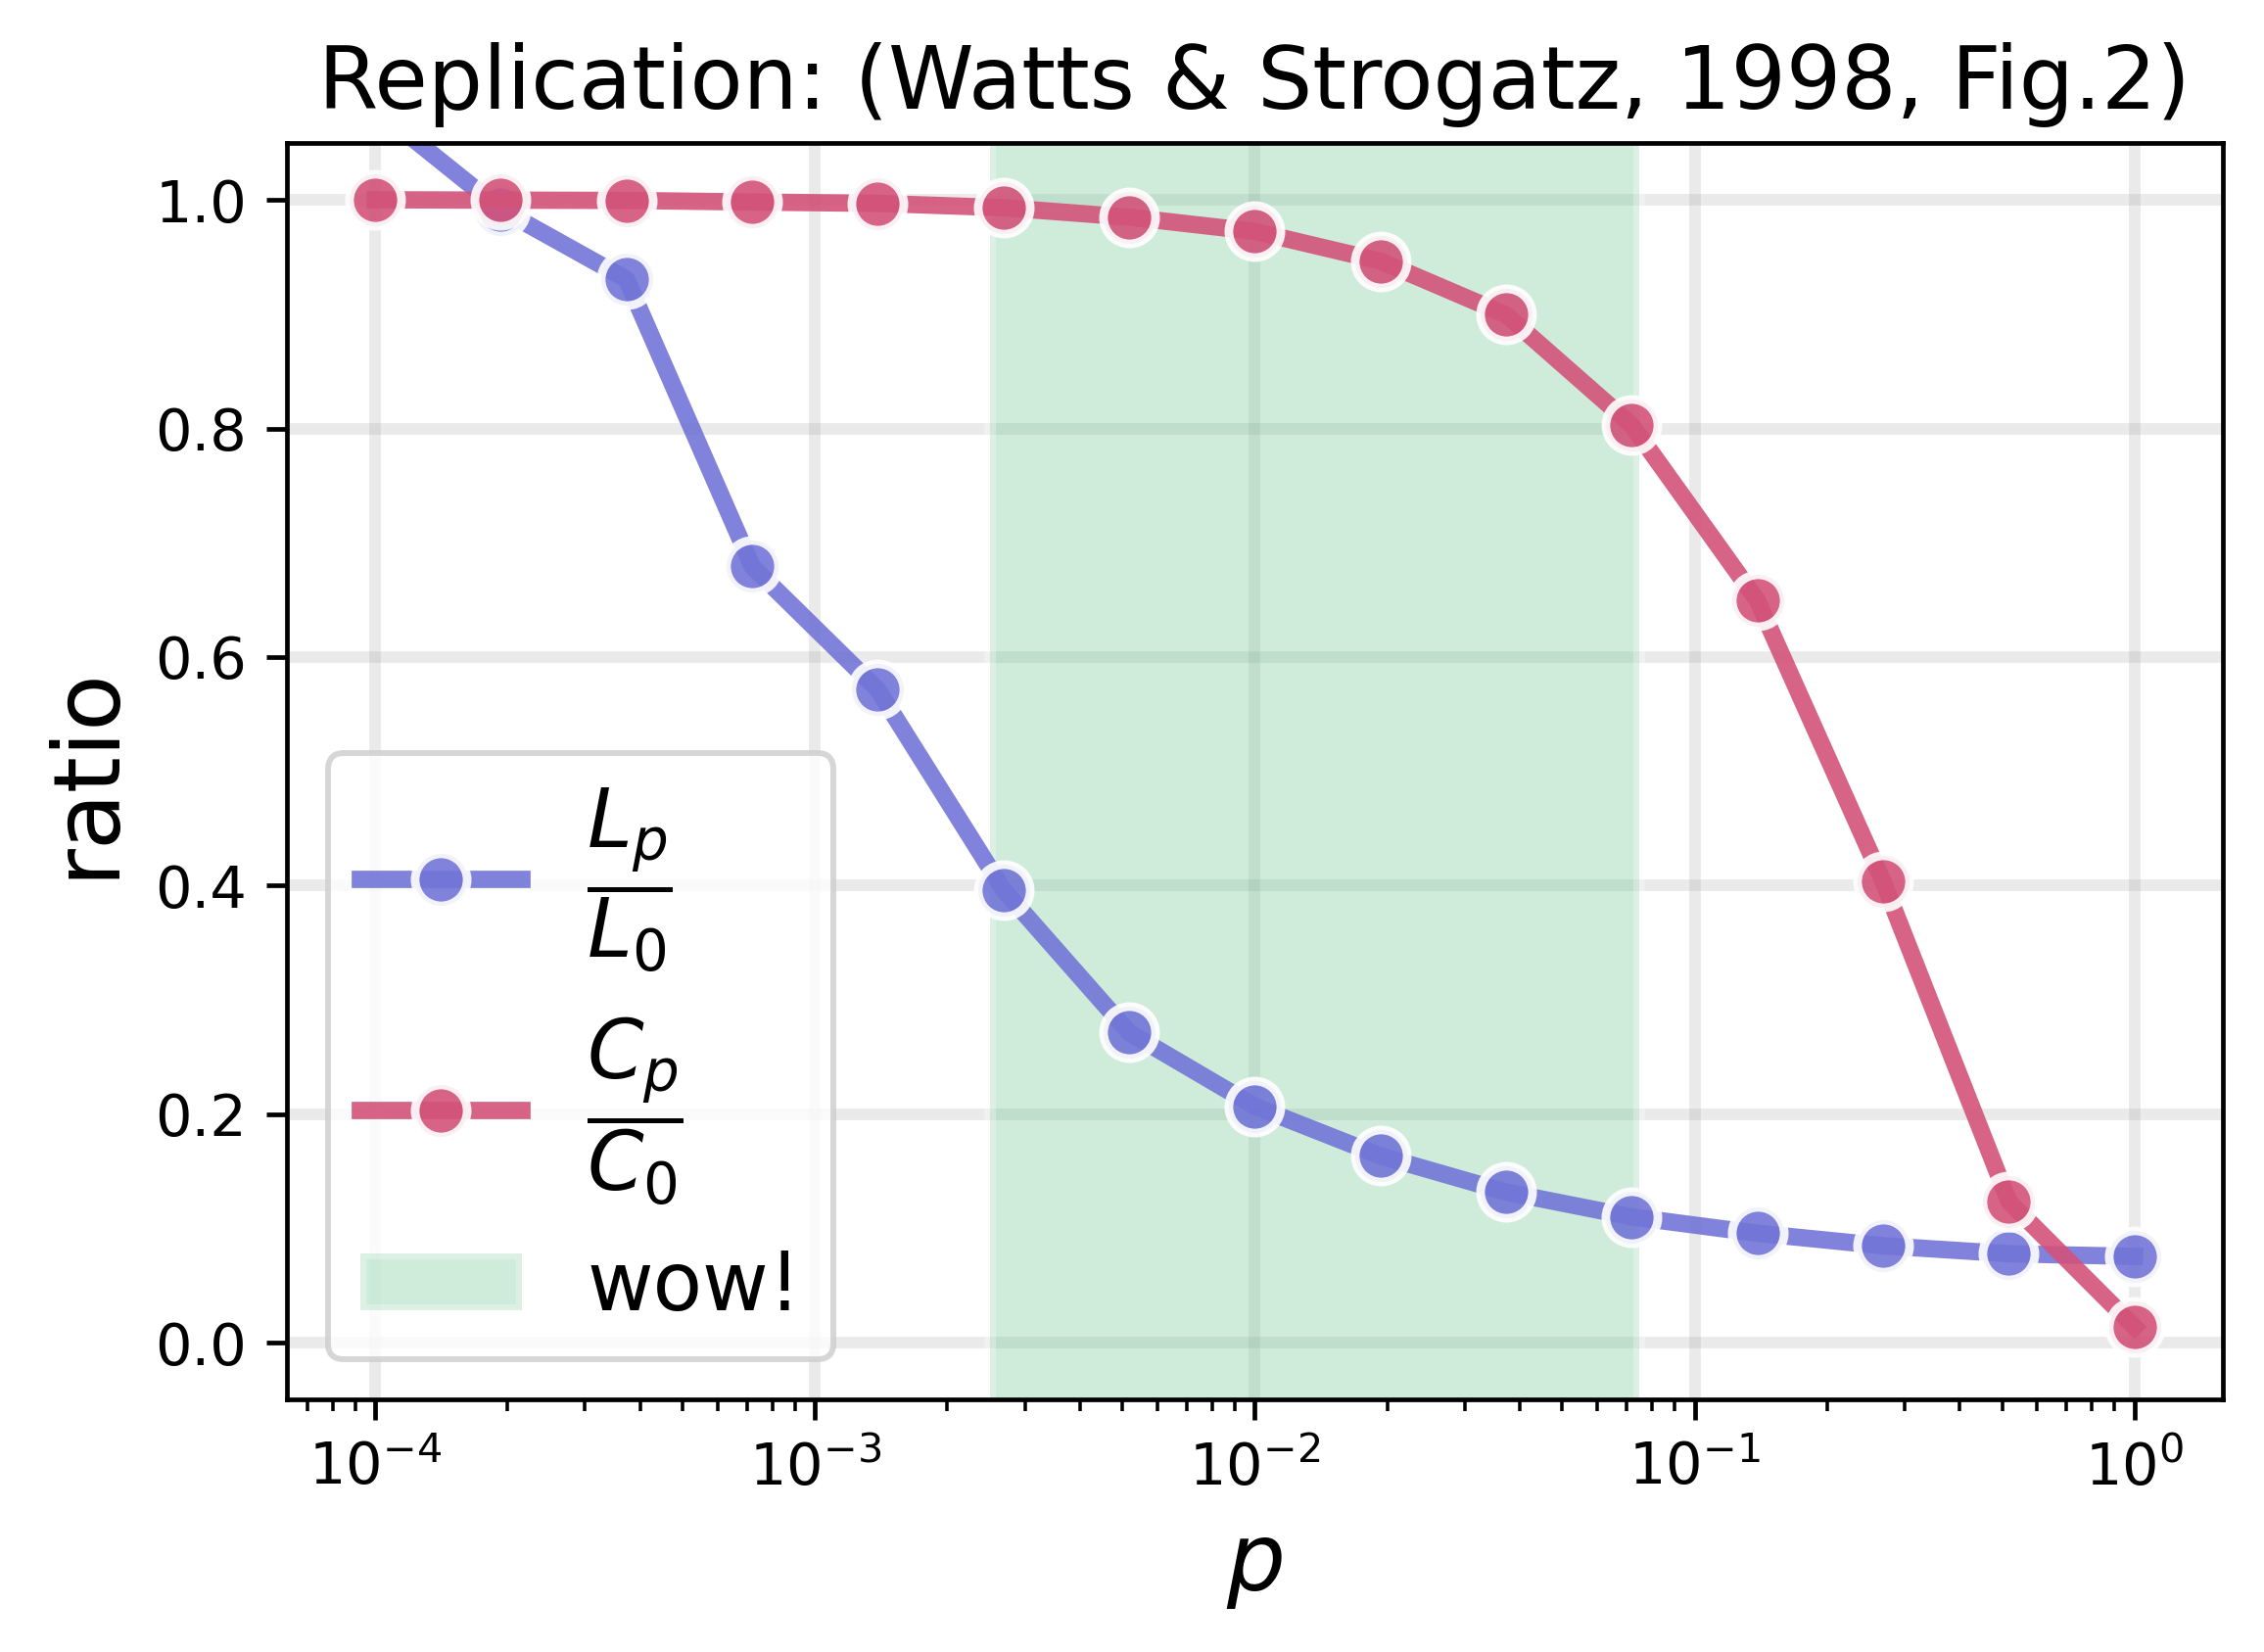 Replication: (Watts & Strogatz, 1998, Fig.2)
1.0
0.8
0.6
0.4
0.2
0.0
ratio
L_p
L_0
C_p
C_0
wow!
10^{-4} 10^{-3} 10^{-2} 10^{-1} 10^0
p